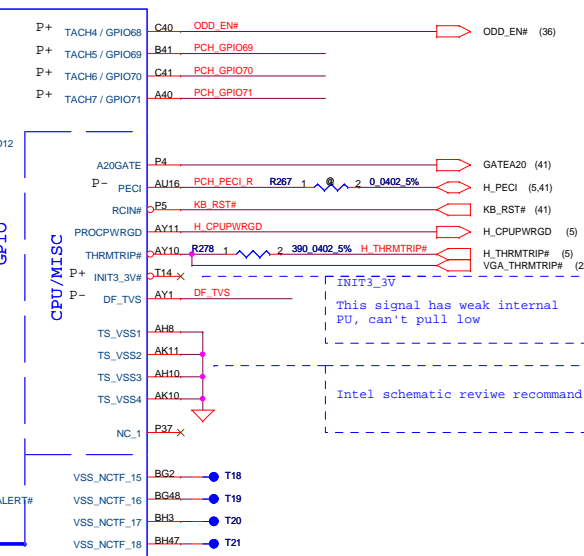 P+ TACH4 / GPIO68 C40 ODD_EN# ODD_EN# (36)
P+ TACH5 / GPIO69 B41 PCH_GPIO69
P+ TACH6 / GPIO70 C41 PCH_GPIO70
P+ TACH7 / GPIO71 A40 PCH_GPIO71
O12
GPIO
CPU/MISC
A20GATE P4 GATEA20 (41)
P- PECI AU16 PCH_PECI_R R267 1 @ 2 0_0402_5% H_PECI (5,41)
RCIN# P5 KB_RST# KB_RST# (41)
PROCPWRGD AY11 H_CPUPWRGD H_CPUPWRGD (5)
THRMTRIP# AY10 R278 1 2 390_0402_5% H_THRMTRIP# H_THRMTRIP# (5)
VGA_THRMTRIP# (2
P+ INIT3_3V# T14
INIT3_3V
This signal has weak internal
PU, can't pull low
P- DF_TVS AY1 DF_TVS
TS_VSS1 AH8
TS_VSS2 AK11
TS_VSS3 AH10
TS_VSS4 AK10
Intel schematic reviwe recommand
NC_1 P37
VSS_NCTF_15 BG2 T18
ALERT# VSS_NCTF_16 BG48 T19
VSS_NCTF_17 BH3 T20
VSS_NCTF_18 BH47 T21